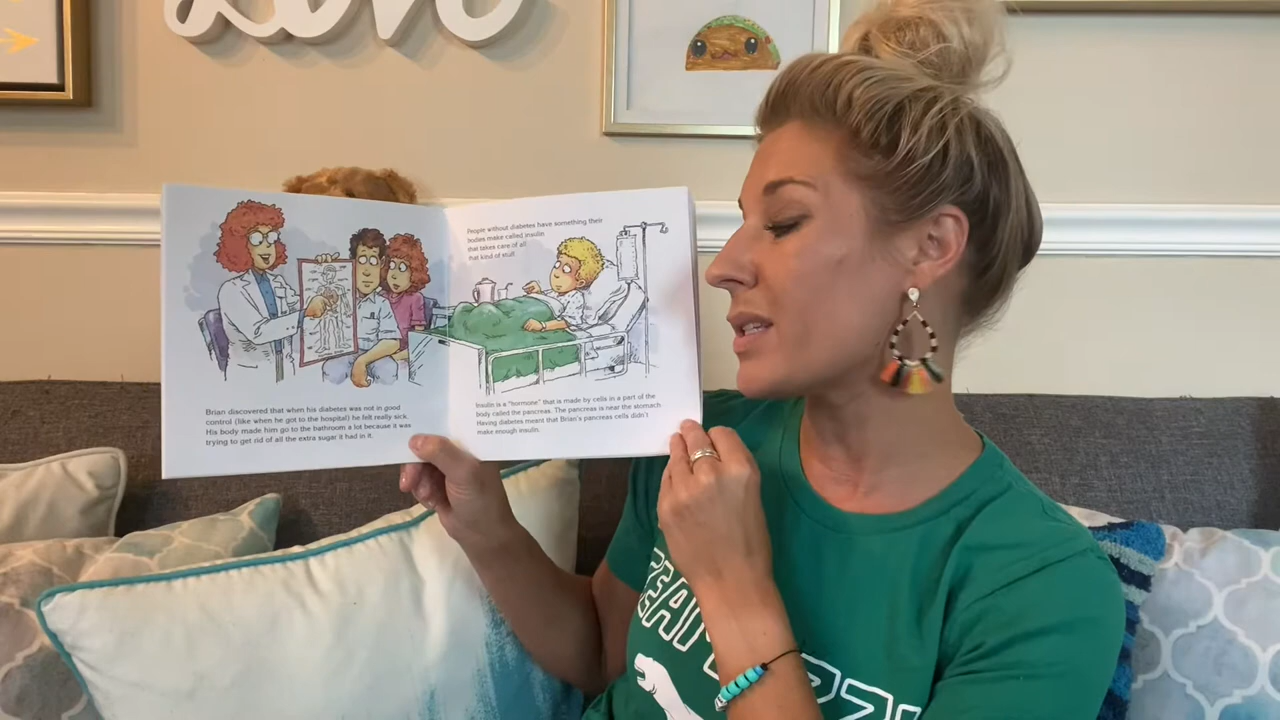 Love
Brian discovered that when his diabetes was not in good
control (like when he got to the hospital) he felt really sick.
His body made him go to the bathroom a lot because it was
trying to get rid of all the extra sugar it had in it.
People without diabetes have something their
bodies make called insulin
that takes care of all
that kind of stuff.
Insulin is a "hormone" that is made by cells in a part of the
body called the pancreas. The pancreas is near the stomach
Having diabetes meant that Brian's pancreas cells didn't
make enough insulin.